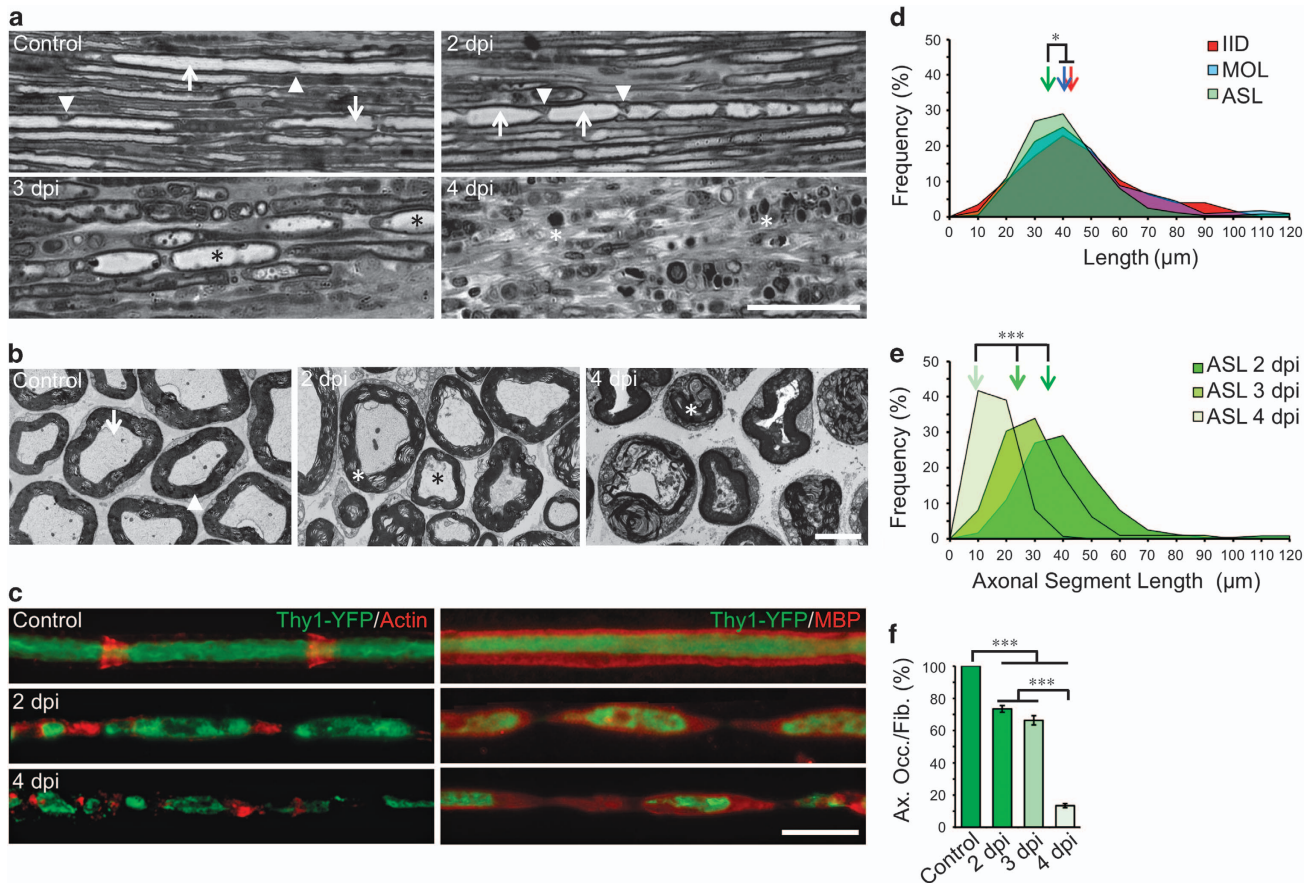 a
Control
2 dpi
3 dpi
4 dpi
*
*
*
*
b
Control
2 dpi
4 dpi
*
*
*
c
Control
Thy1-YFP/Actin
Thy1-YFP/MBP
2 dpi
4 dpi
d
50
40
30
20
10
0
Frequency (%)
*
IID
MOL
ASL
0 10 20 30 40 50 60 70 80 90 100 110 120
Length (µm)
e
50
40
30
20
10
0
Frequency (%)
***
ASL 2 dpi
ASL 3 dpi
ASL 4 dpi
0 10 20 30 40 50 60 70 80 90 100 110 120
Axonal Segment Length (µm)
f
***
***
100
80
60
40
20
0
Ax. Occ./Fib. (%)
Control
2 dpi
3 dpi
4 dpi